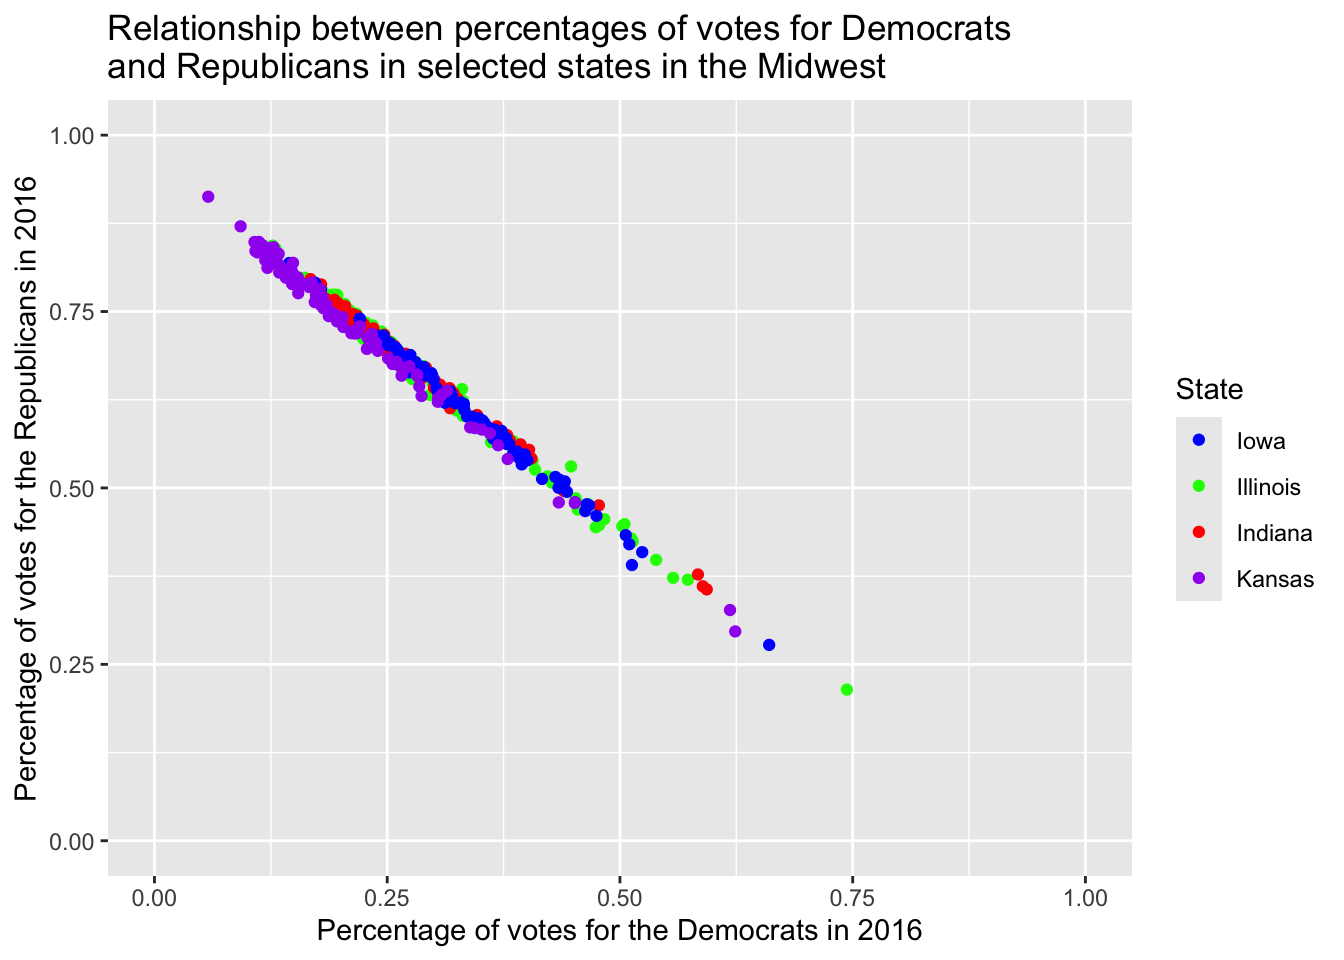 Relationship between percentages of votes for Democrats
and Republicans in selected states in the Midwest
Percentage of votes for the Republicans in 2016
1.00
0.75
0.50
0.25
0.00
0.00 0.25 0.50 0.75 1.00
Percentage of votes for the Democrats in 2016
State
Iowa
Illinois
Indiana
Kansas